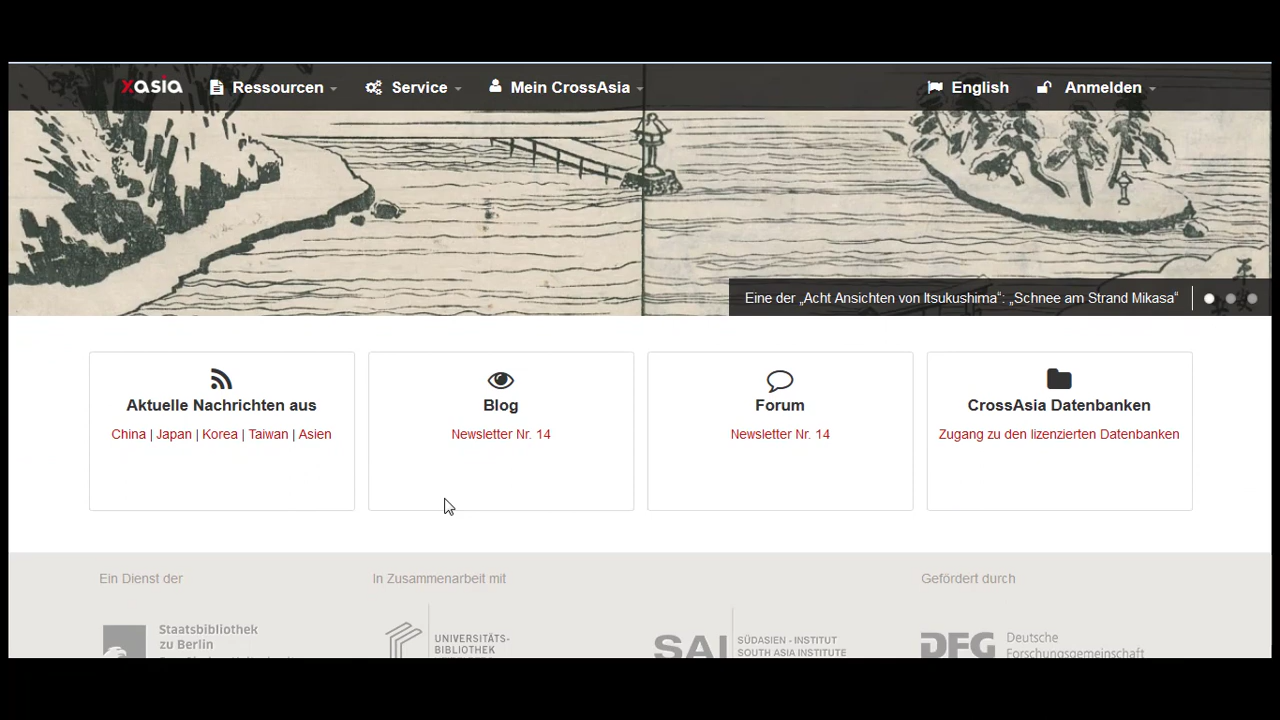 xasia Ressourcen Service Mein CrossAsia English Anmelden
Eine der „Acht Ansichten von Itsukushima“: „Schnee am Strand Mikasa“
Aktuelle Nachrichten aus
China | Japan | Korea | Taiwan | Asien
Blog
Newsletter Nr. 14
Forum
Newsletter Nr. 14
CrossAsia Datenbanken
Zugang zu den lizenzierten Datenbanken
Ein Dienst der
In Zusammenarbeit mit
Gefördert durch
Staatsbibliothek
zu Berlin
UNIVERSITÄTS-
BIBLIOTHEK
SAI
SÜDASIEN - INSTITUT
SOUTH ASIA INSTITUTE
DFG
Deutsche
Forschungsgemeinschaft